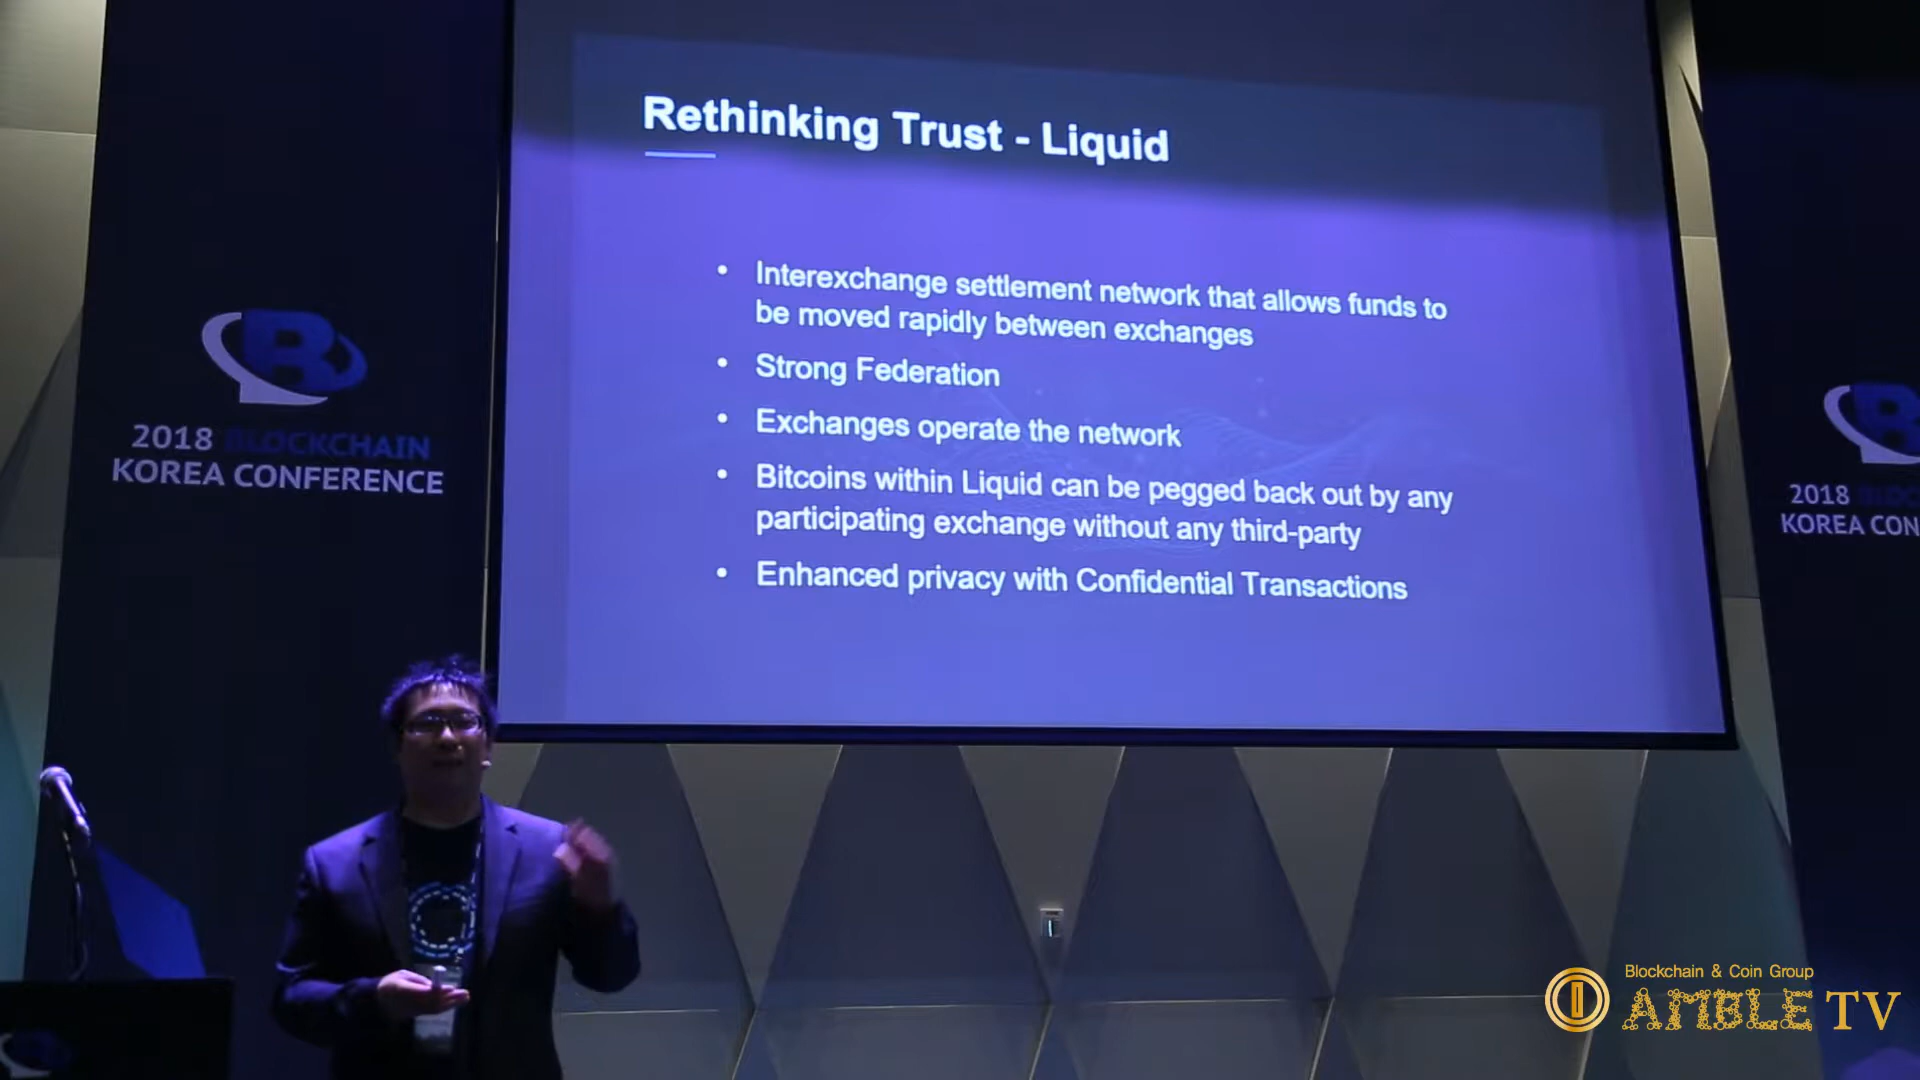 Rethinking Trust - Liquid
• Interexchange settlement network that allows funds to
be moved rapidly between exchanges
• Strong Federation
• Exchanges operate the network
• Bitcoins within Liquid can be pegged back out by any
participating exchange without any third-party
• Enhanced privacy with Confidential Transactions
B
2018 BLOCKCHAIN
KOREA CONFERENCE
B
2018 BLOC
KOREA CON
Blockchain & Coin Group
AMBLE TV